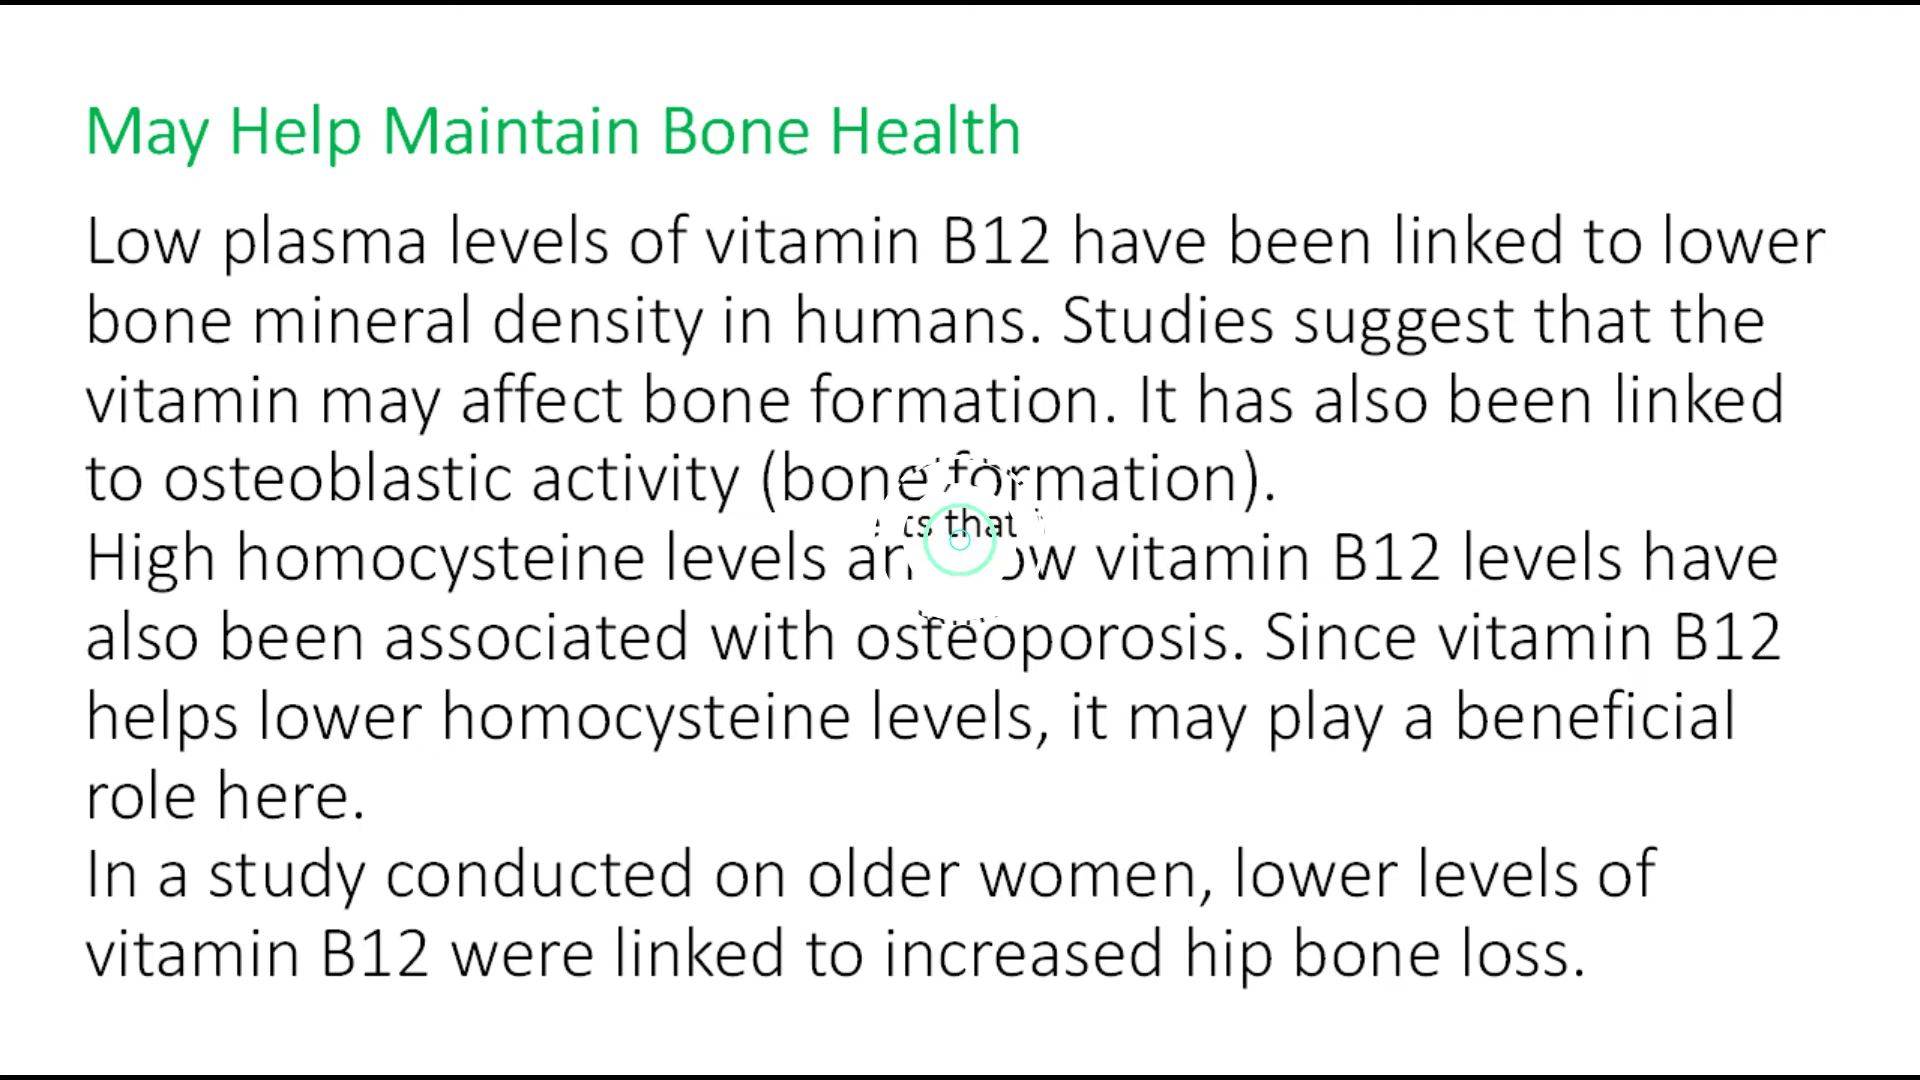 May Help Maintain Bone Health
Low plasma levels of vitamin B12 have been linked to lower
bone mineral density in humans. Studies suggest that the
vitamin may affect bone formation. It has also been linked
to osteoblastic activity (bone formation).
that
High homocysteine levels vitamin B12 levels have
also been associated with osteoporosis. Since vitamin B12
helps lower homocysteine levels, it may play a beneficial
role here.
In a study conducted on older women, lower levels of
vitamin B12 were linked to increased hip bone loss.